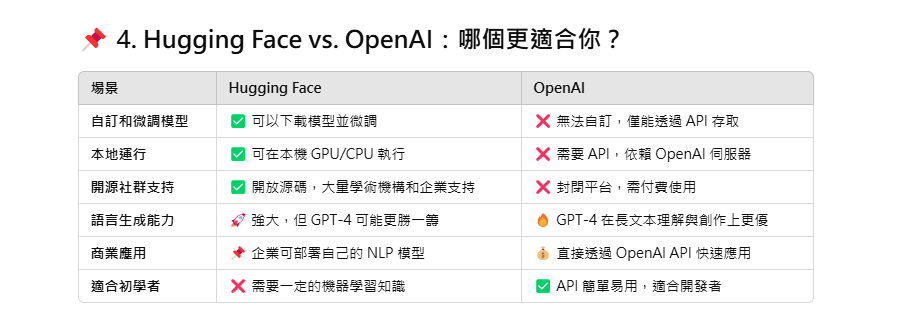 📌 4. Hugging Face vs. OpenAI：哪個更適合你？
場景 Hugging Face OpenAI
自訂和微調模型 ✅ 可以下載模型並微調 ❌ 無法自訂，僅能透過 API 存取
本地運行 ✅ 可在本機 GPU/CPU 執行 ❌ 需要 API，依賴 OpenAI 伺服器
開源社群支持 ✅ 開放源碼，大量學術機構和企業支持 ❌ 封閉平台，需付費使用
語言生成能力 🚀 強大，但 GPT-4 可能更勝一籌 🔥 GPT-4 在長文本理解與創作上更優
商業應用 📌 企業可部署自己的 NLP 模型 💰 直接透過 OpenAI API 快速應用
適合初學者 ❌ 需要一定的機器學習知識 ✅ API 簡單易用，適合開發者